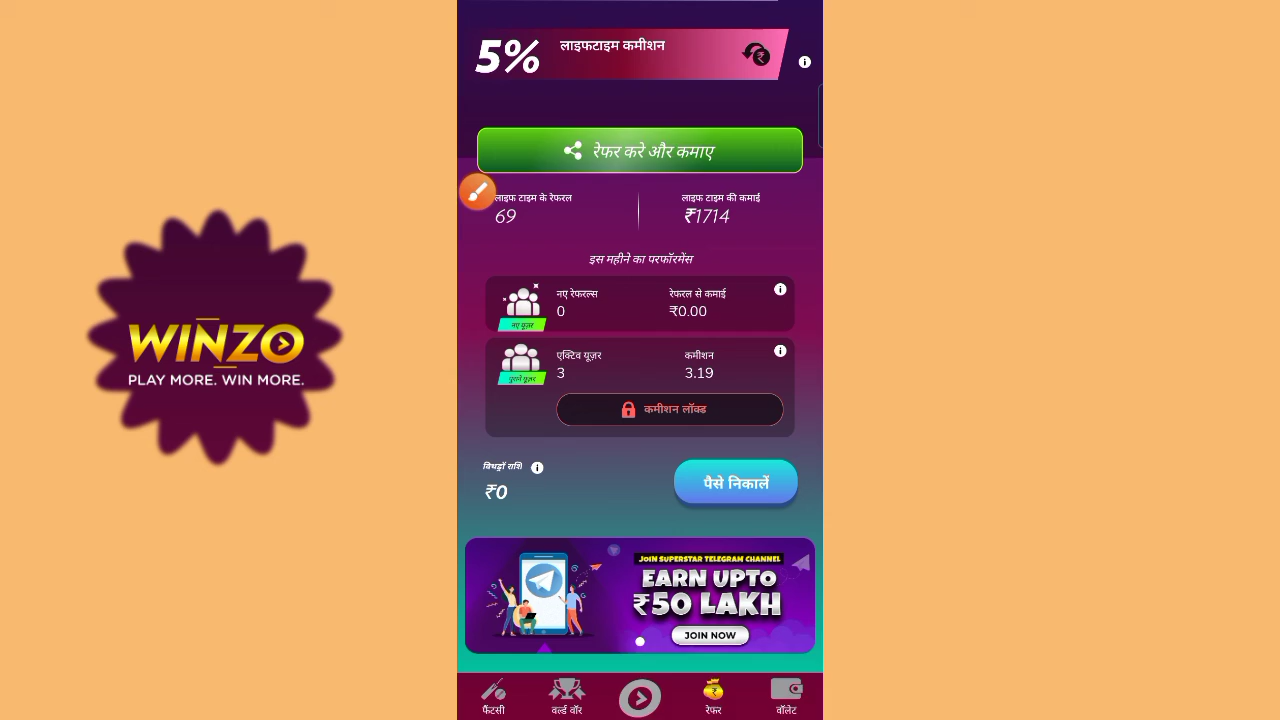 5%
लाइफटाइम कमीशन
रेफर करे और कमाए
लाइफ टाइम के रेफरल
69
लाइफ टाइम की कमाई
₹1714
इस महीने का परफॉरमेंस
नए रेफरल्स
0
रेफरल से कमाई
₹0.00
नए यूज़र
एक्टिव यूज़र
3
कमीशन
3.19
पुराने यूज़र
कमीशन लॉक्ड
विथड्रॉ राशि
₹0
पैसे निकालें
JOIN SUPERSTAR TELEGRAM CHANNEL
EARN UPTO
₹50 LAKH
JOIN NOW
फैंटसी
वर्ल्ड वॉर
रेफर
वॉलेट
WINZO
PLAY MORE. WIN MORE.